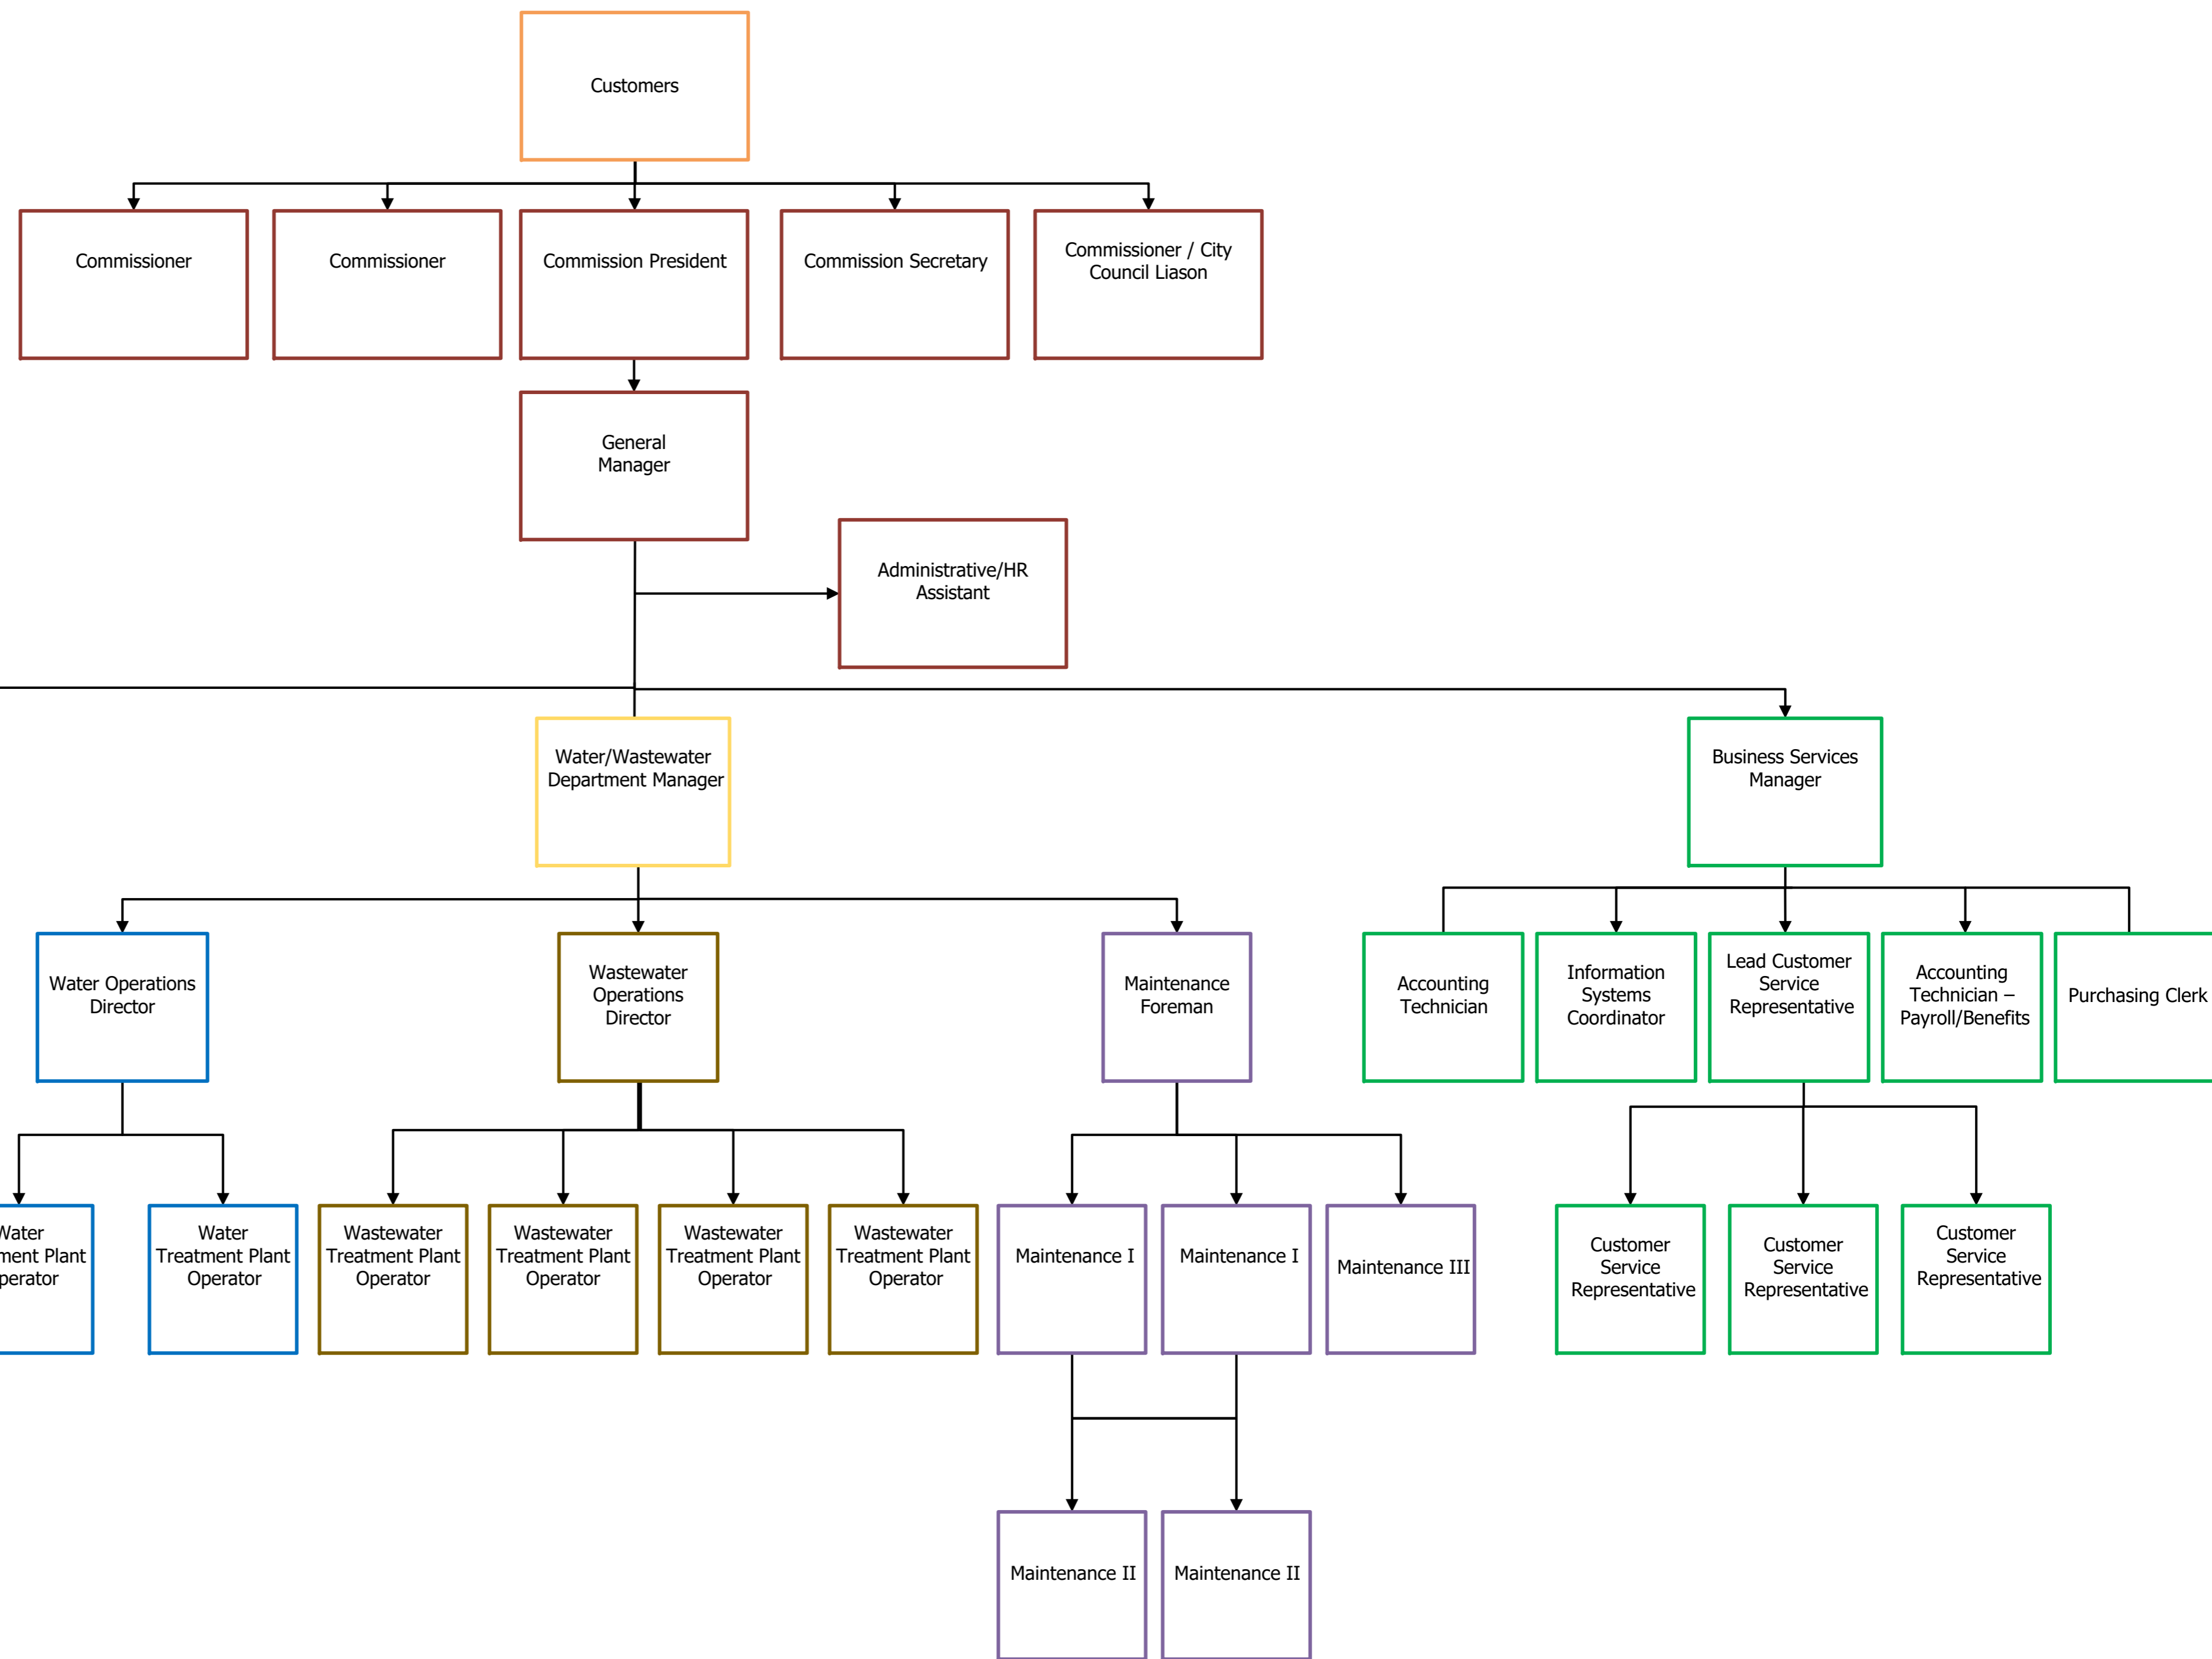 Customers
Commissioner
Commissioner
Commission President
Commission Secretary
Commissioner / City
Council Liason
General
Manager
Administrative/HR
Assistant
Water/Wastewater
Department Manager
Business Services
Manager
Water Operations
Director
Wastewater
Operations
Director
Maintenance
Foreman
Accounting
Technician
Information
Systems
Coordinator
Lead Customer
Service
Representative
Accounting
Technician –
Payroll/Benefits
Purchasing Clerk
Water
ment Plant
perator
Water
Treatment Plant
Operator
Wastewater
Treatment Plant
Operator
Wastewater
Treatment Plant
Operator
Wastewater
Treatment Plant
Operator
Wastewater
Treatment Plant
Operator
Maintenance I
Maintenance I
Maintenance III
Customer
Service
Representative
Customer
Service
Representative
Customer
Service
Representative
Maintenance II
Maintenance II